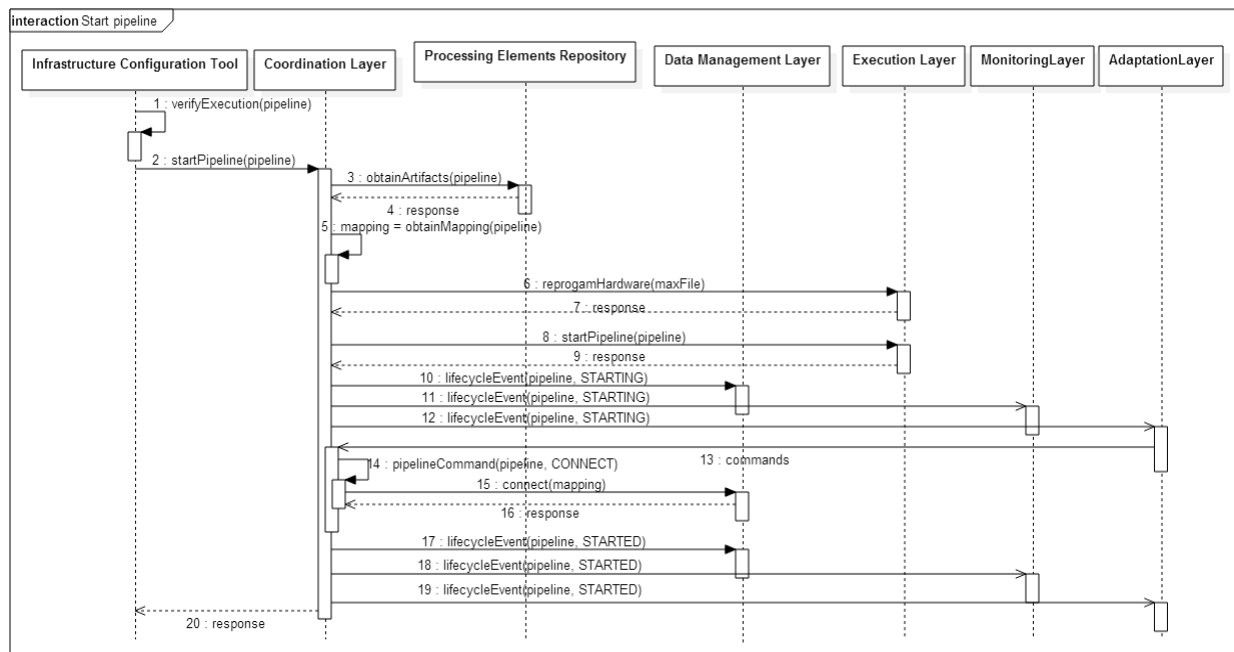 interaction Start pipeline
Infrastructure Configuration Tool
Coordination Layer
Processing Elements Repository
Data Management Layer
Execution Layer
MonitoringLayer
AdaptationLayer
1 : verifyExecution(pipeline)
2 : startPipeline(pipeline)
3 : obtainArtifacts(pipeline)
4 : response
5 : mapping = obtainMapping(pipeline)
6 : reprogamHardware(maxFile)
7 : response
8 : startPipeline(pipeline)
9 : response
10 : lifecycleEvent(pipeline, STARTING)
11 : lifecycleEvent(pipeline, STARTING)
12 : lifecycleEvent(pipeline, STARTING)
13 : commands
14 : pipelineCommand(pipeline, CONNECT)
15 : connect(mapping)
16 : response
17 : lifecycleEvent(pipeline, STARTED)
18 : lifecycleEvent(pipeline, STARTED)
19 : lifecycleEvent(pipeline, STARTED)
20 : response